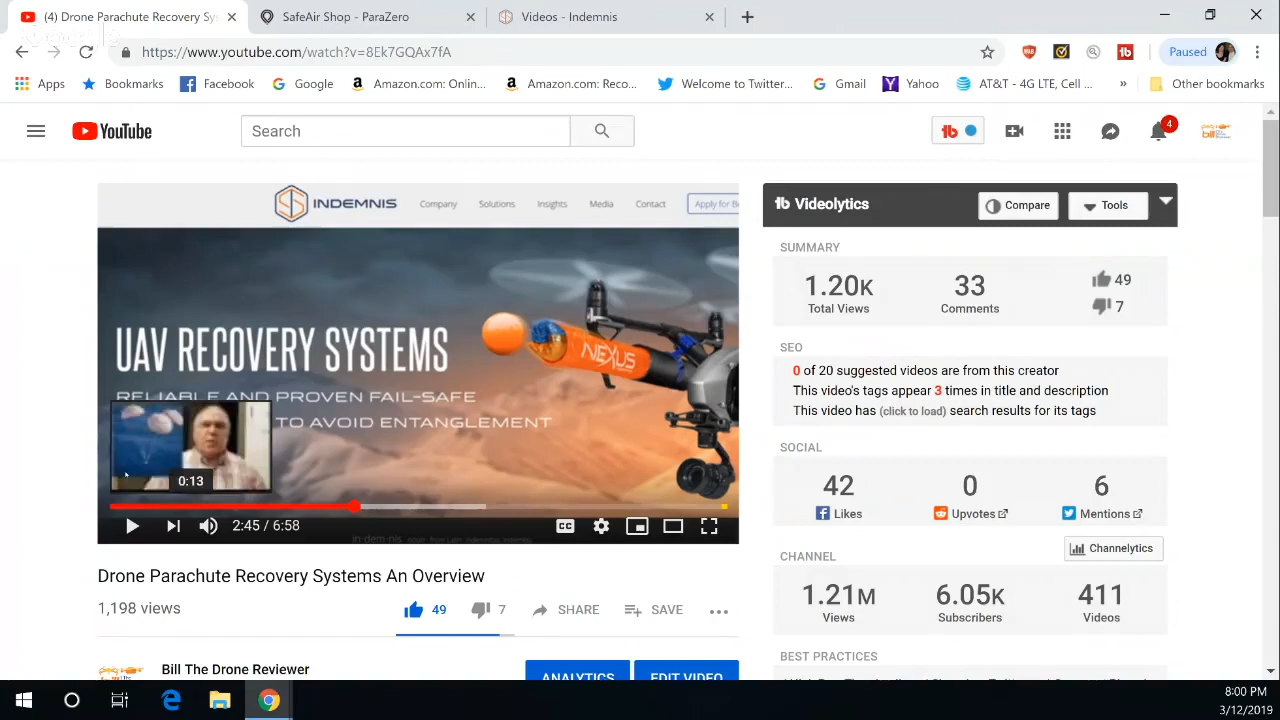 (4) Drone Parachute Recovery Sy
SafeAir Shop - ParaZero
Videos - Indemnis
https://www.youtube.com/watch?v=8Ek7GQAx7fA
Paused
Apps
Bookmarks
Facebook
Google
Amazon.com: Onlin...
Amazon.com: Reco...
Welcome to Twitter...
Gmail
Yahoo
AT&T - 4G LTE, Cell ...
»
Other bookmarks
YouTube
Search
4
INDEMNIS
Company
Solutions
Insights
Media
Contact
Apply for Be
UAV RECOVERY SYSTEMS
RELIABLE AND PROVEN FAIL-SAFE
TO AVOID ENTANGLEMENT
NEXUS
0:13
2:45 / 6:58
CC
Drone Parachute Recovery Systems An Overview
1,198 views
49
7
SHARE
SAVE
Bill The Drone Reviewer
ANALYTICS
EDIT VIDEO
Videolytics
Compare
Tools
SUMMARY
1.20K
Total Views
33
Comments
49
7
SEO
0 of 20 suggested videos are from this creator
This video's tags appear 3 times in title and description
This video has (click to load) search results for its tags
SOCIAL
42
Likes
0
Upvotes
6
Mentions
CHANNEL
Channelytics
1.21M
Views
6.05K
Subscribers
411
Videos
BEST PRACTICES
8:00 PM
3/12/2019